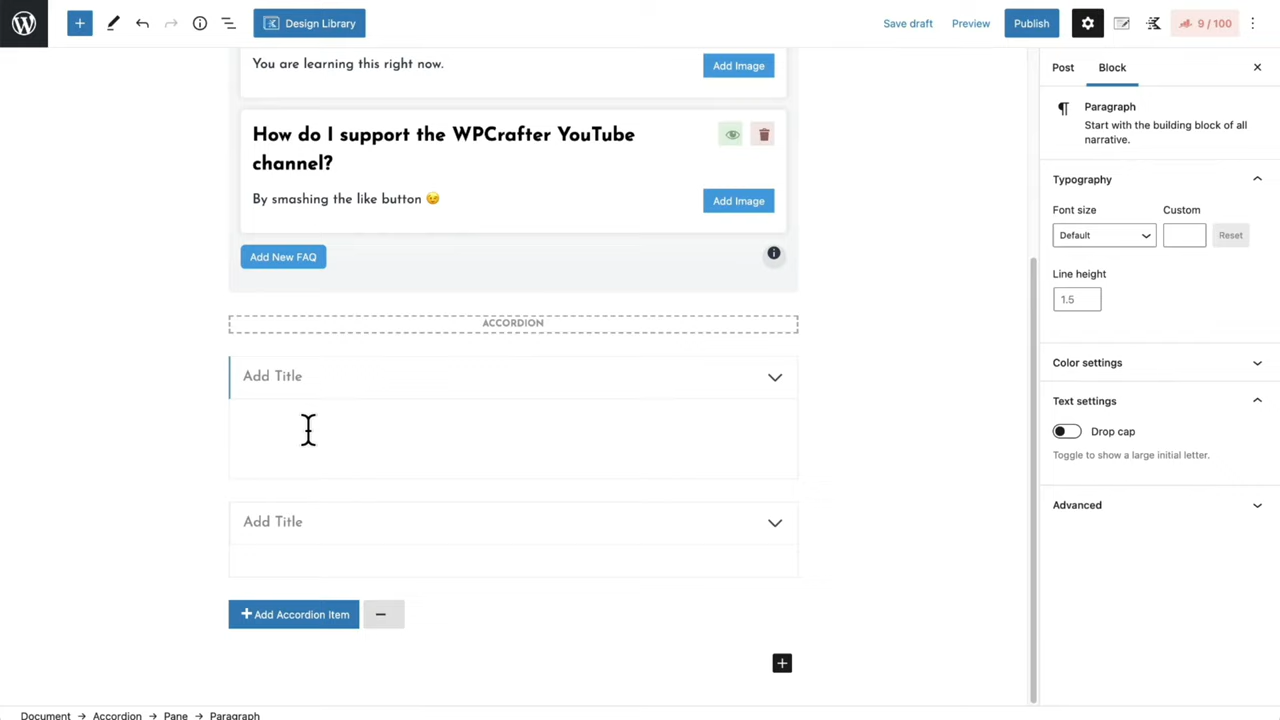 Design Library
Save draft
Preview
Publish
9 / 100
You are learning this right now.
Add Image
How do I support the WPCrafter YouTube
channel?
By smashing the like button 😉
Add Image
Add New FAQ
ACCORDION
Add Title
Add Title
Add Accordion Item
Post
Block
Paragraph
Start with the building block of all
narrative.
Typography
Font size
Custom
Default
Reset
Line height
1.5
Color settings
Text settings
Drop cap
Toggle to show a large initial letter.
Advanced
Document → Accordion → Pane → Paragraph